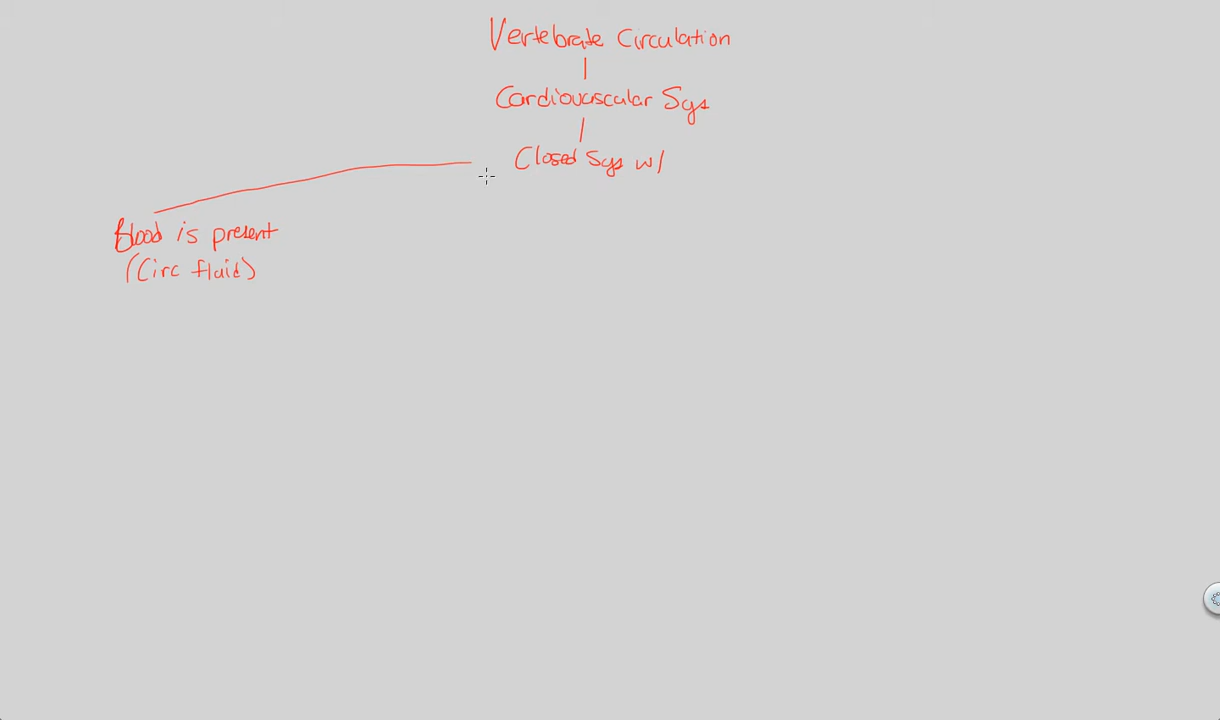 Vertebrate Circulation
Cardiovascular Sys
Closed Sys w/
Blood is present
(Circ fluid)